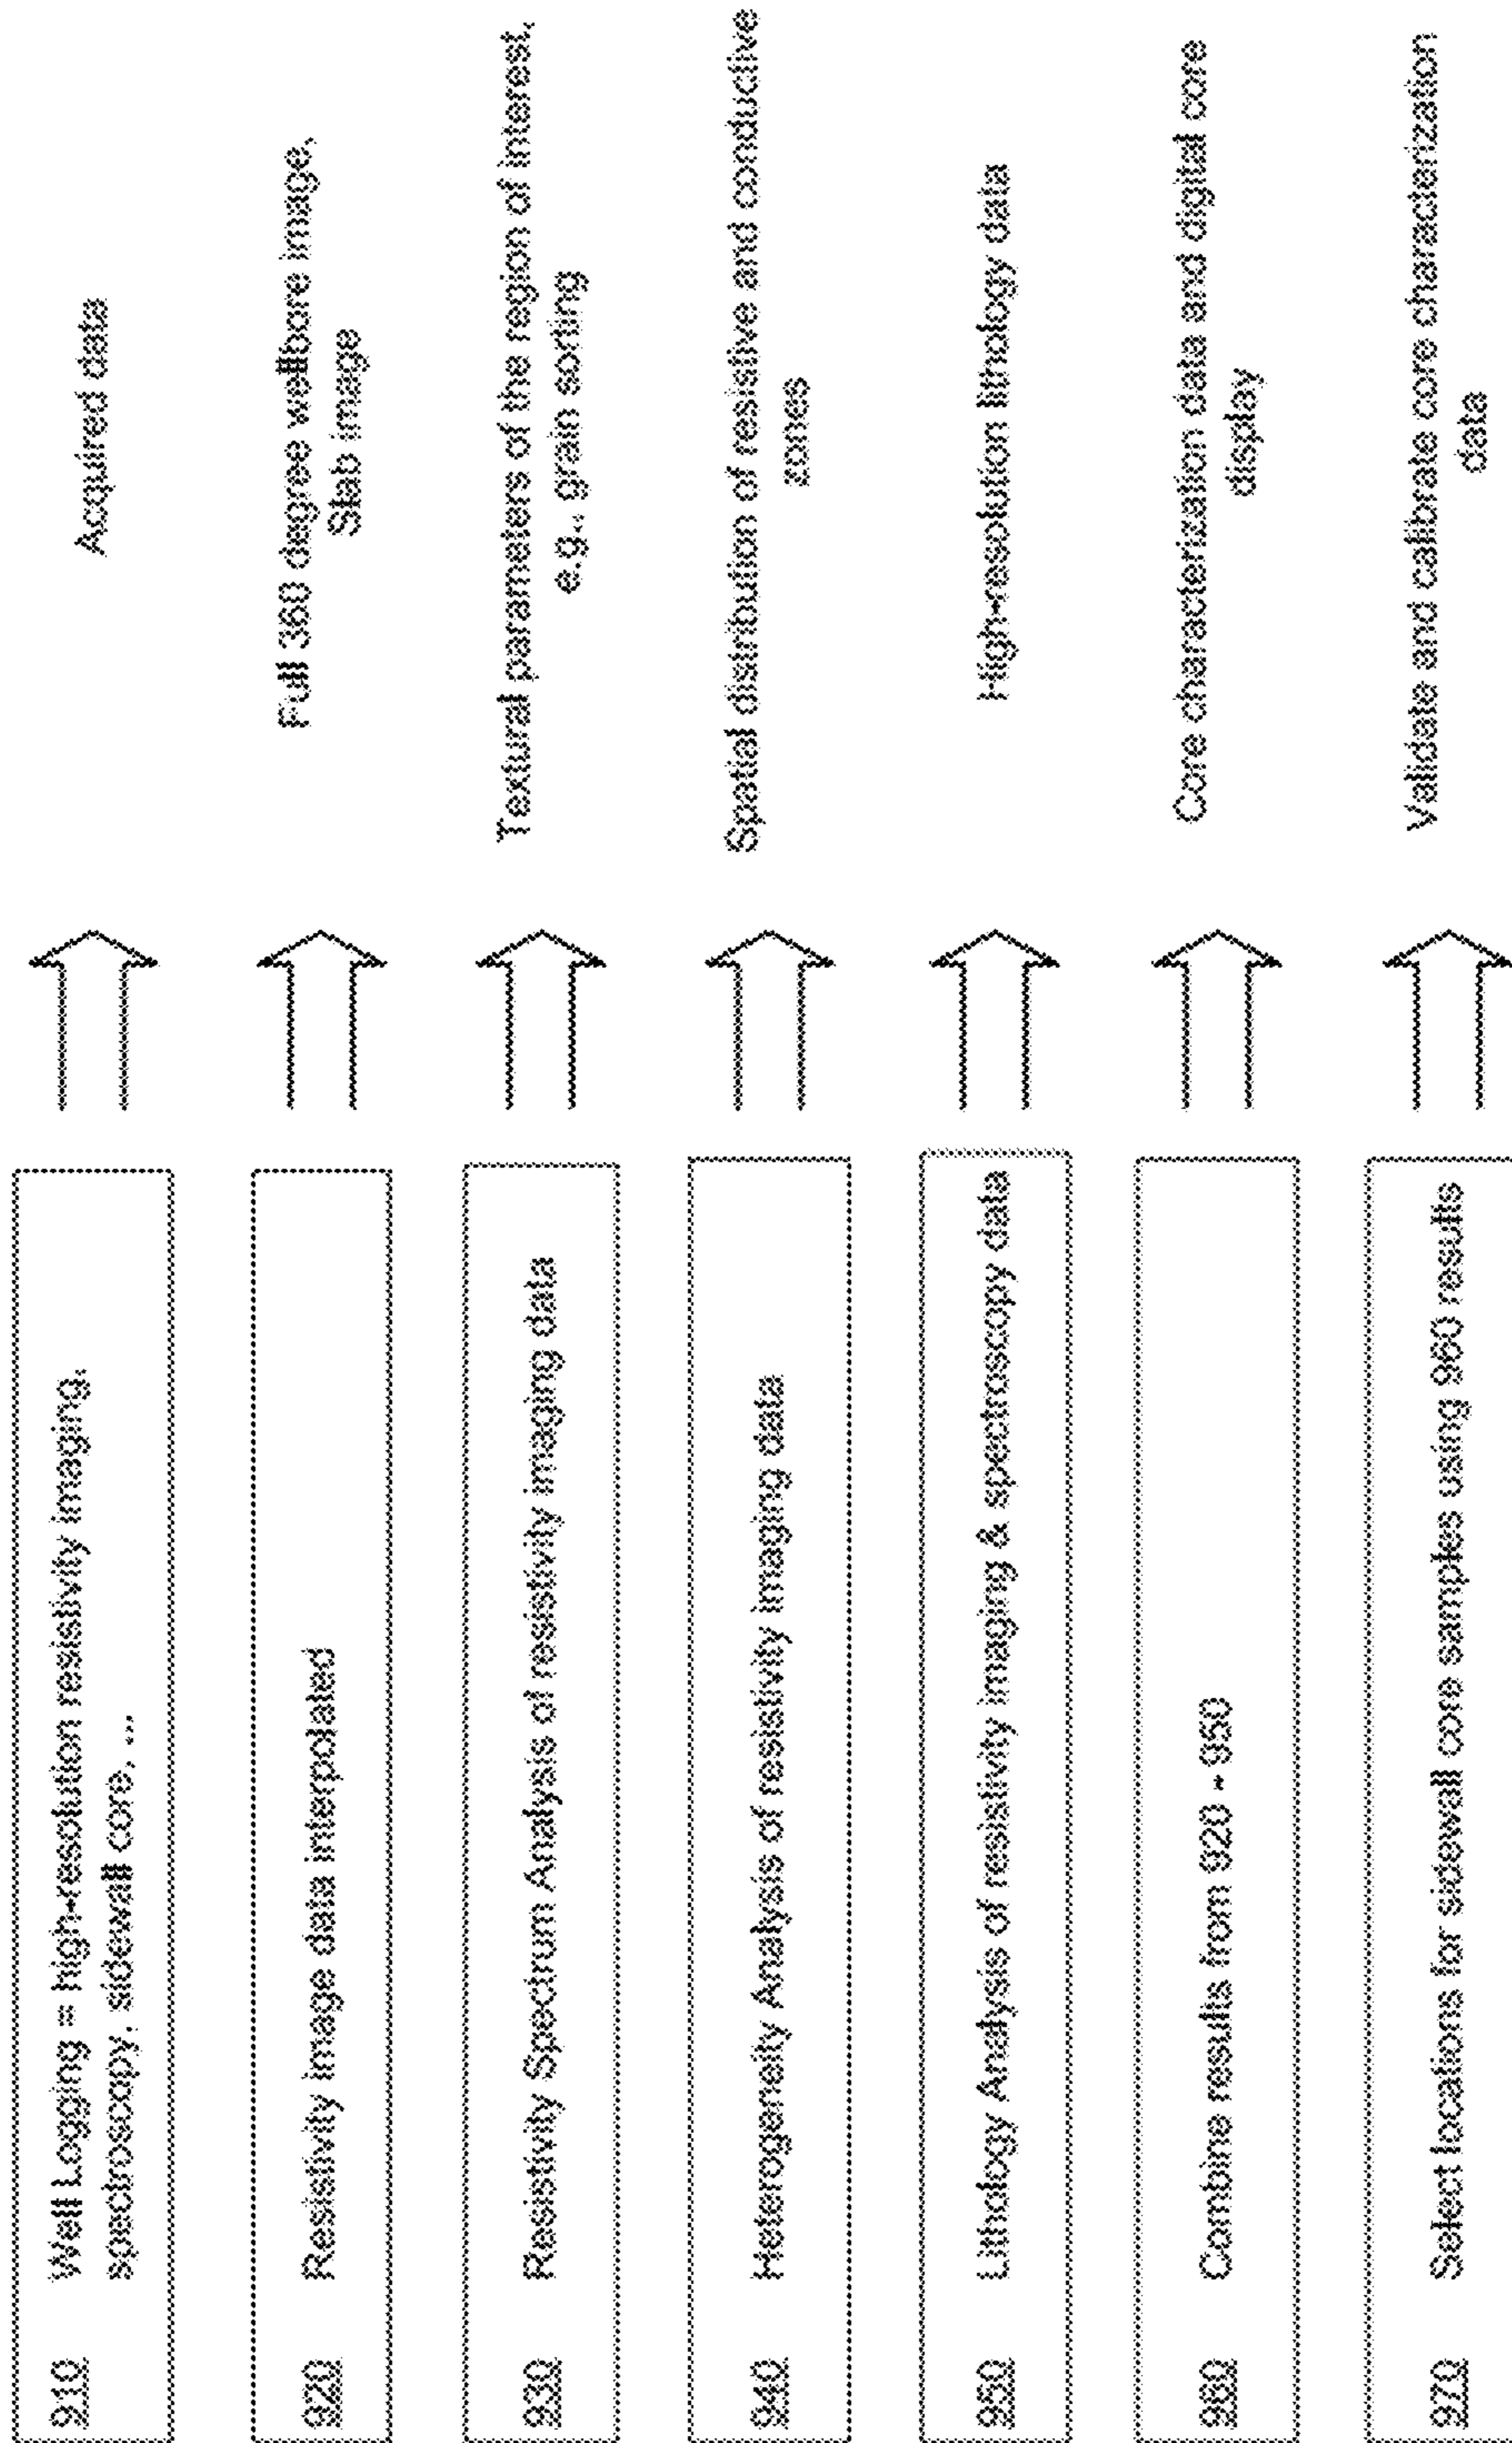 910 Well Logging = high-resolution resistivity imaging,
spectroscopy, sidewall core, ...
Acquired data
920 Resistivity image data interpolated
Full 360 degree wellbore image,
Slab image
930 Resistivity Spectrum Analysis of resistivity imaging data
Textural parameters of the region of interest,
e.g., grain sorting
940 Heterogeneity Analysis of resistivity imaging data
Spatial distribution of resistive and conductive
zones
950 Lithology Analysis of resistivity imaging & spectroscopy data
High-resolution lithology data
960 Combine results from 920 - 950
Core characterization data and digital core
display
970 Select locations for sidewall core samples using 960 results
Validate and calibrate core characterization
data